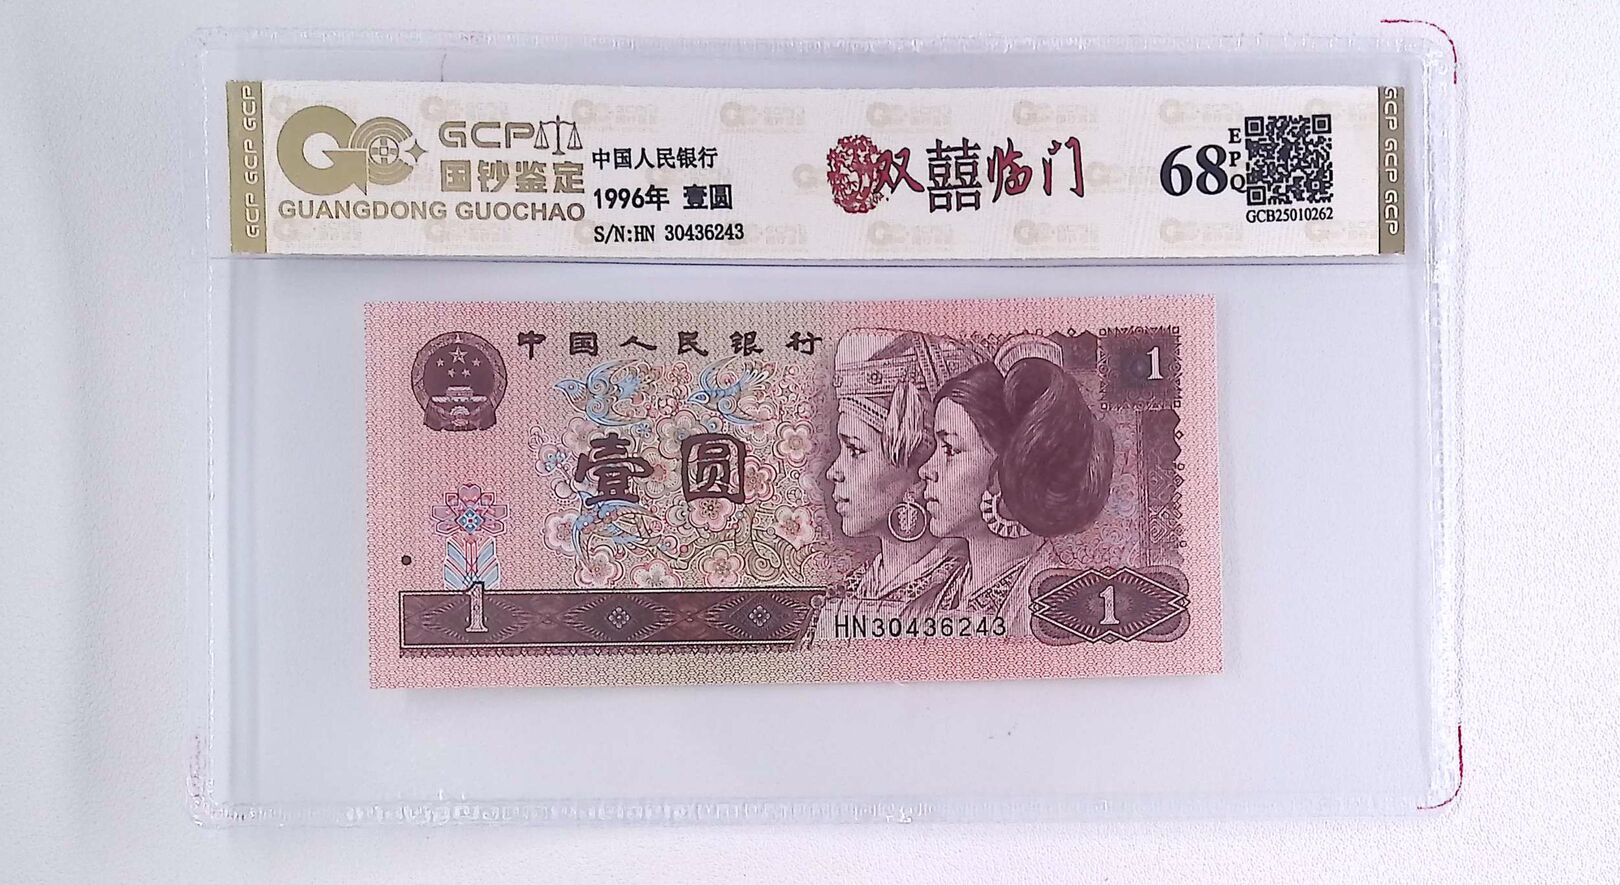 GCP GCP GCP
GCP
国钞鉴定
GUANGDONG GUOCHAO
中国人民银行
1996年 壹圆
S/N:HN 30436243
双囍临门
68
EPQ
GCB25010262
GCP GCP GCP
中国人民银行
1
壹圆
1
HN30436243
1